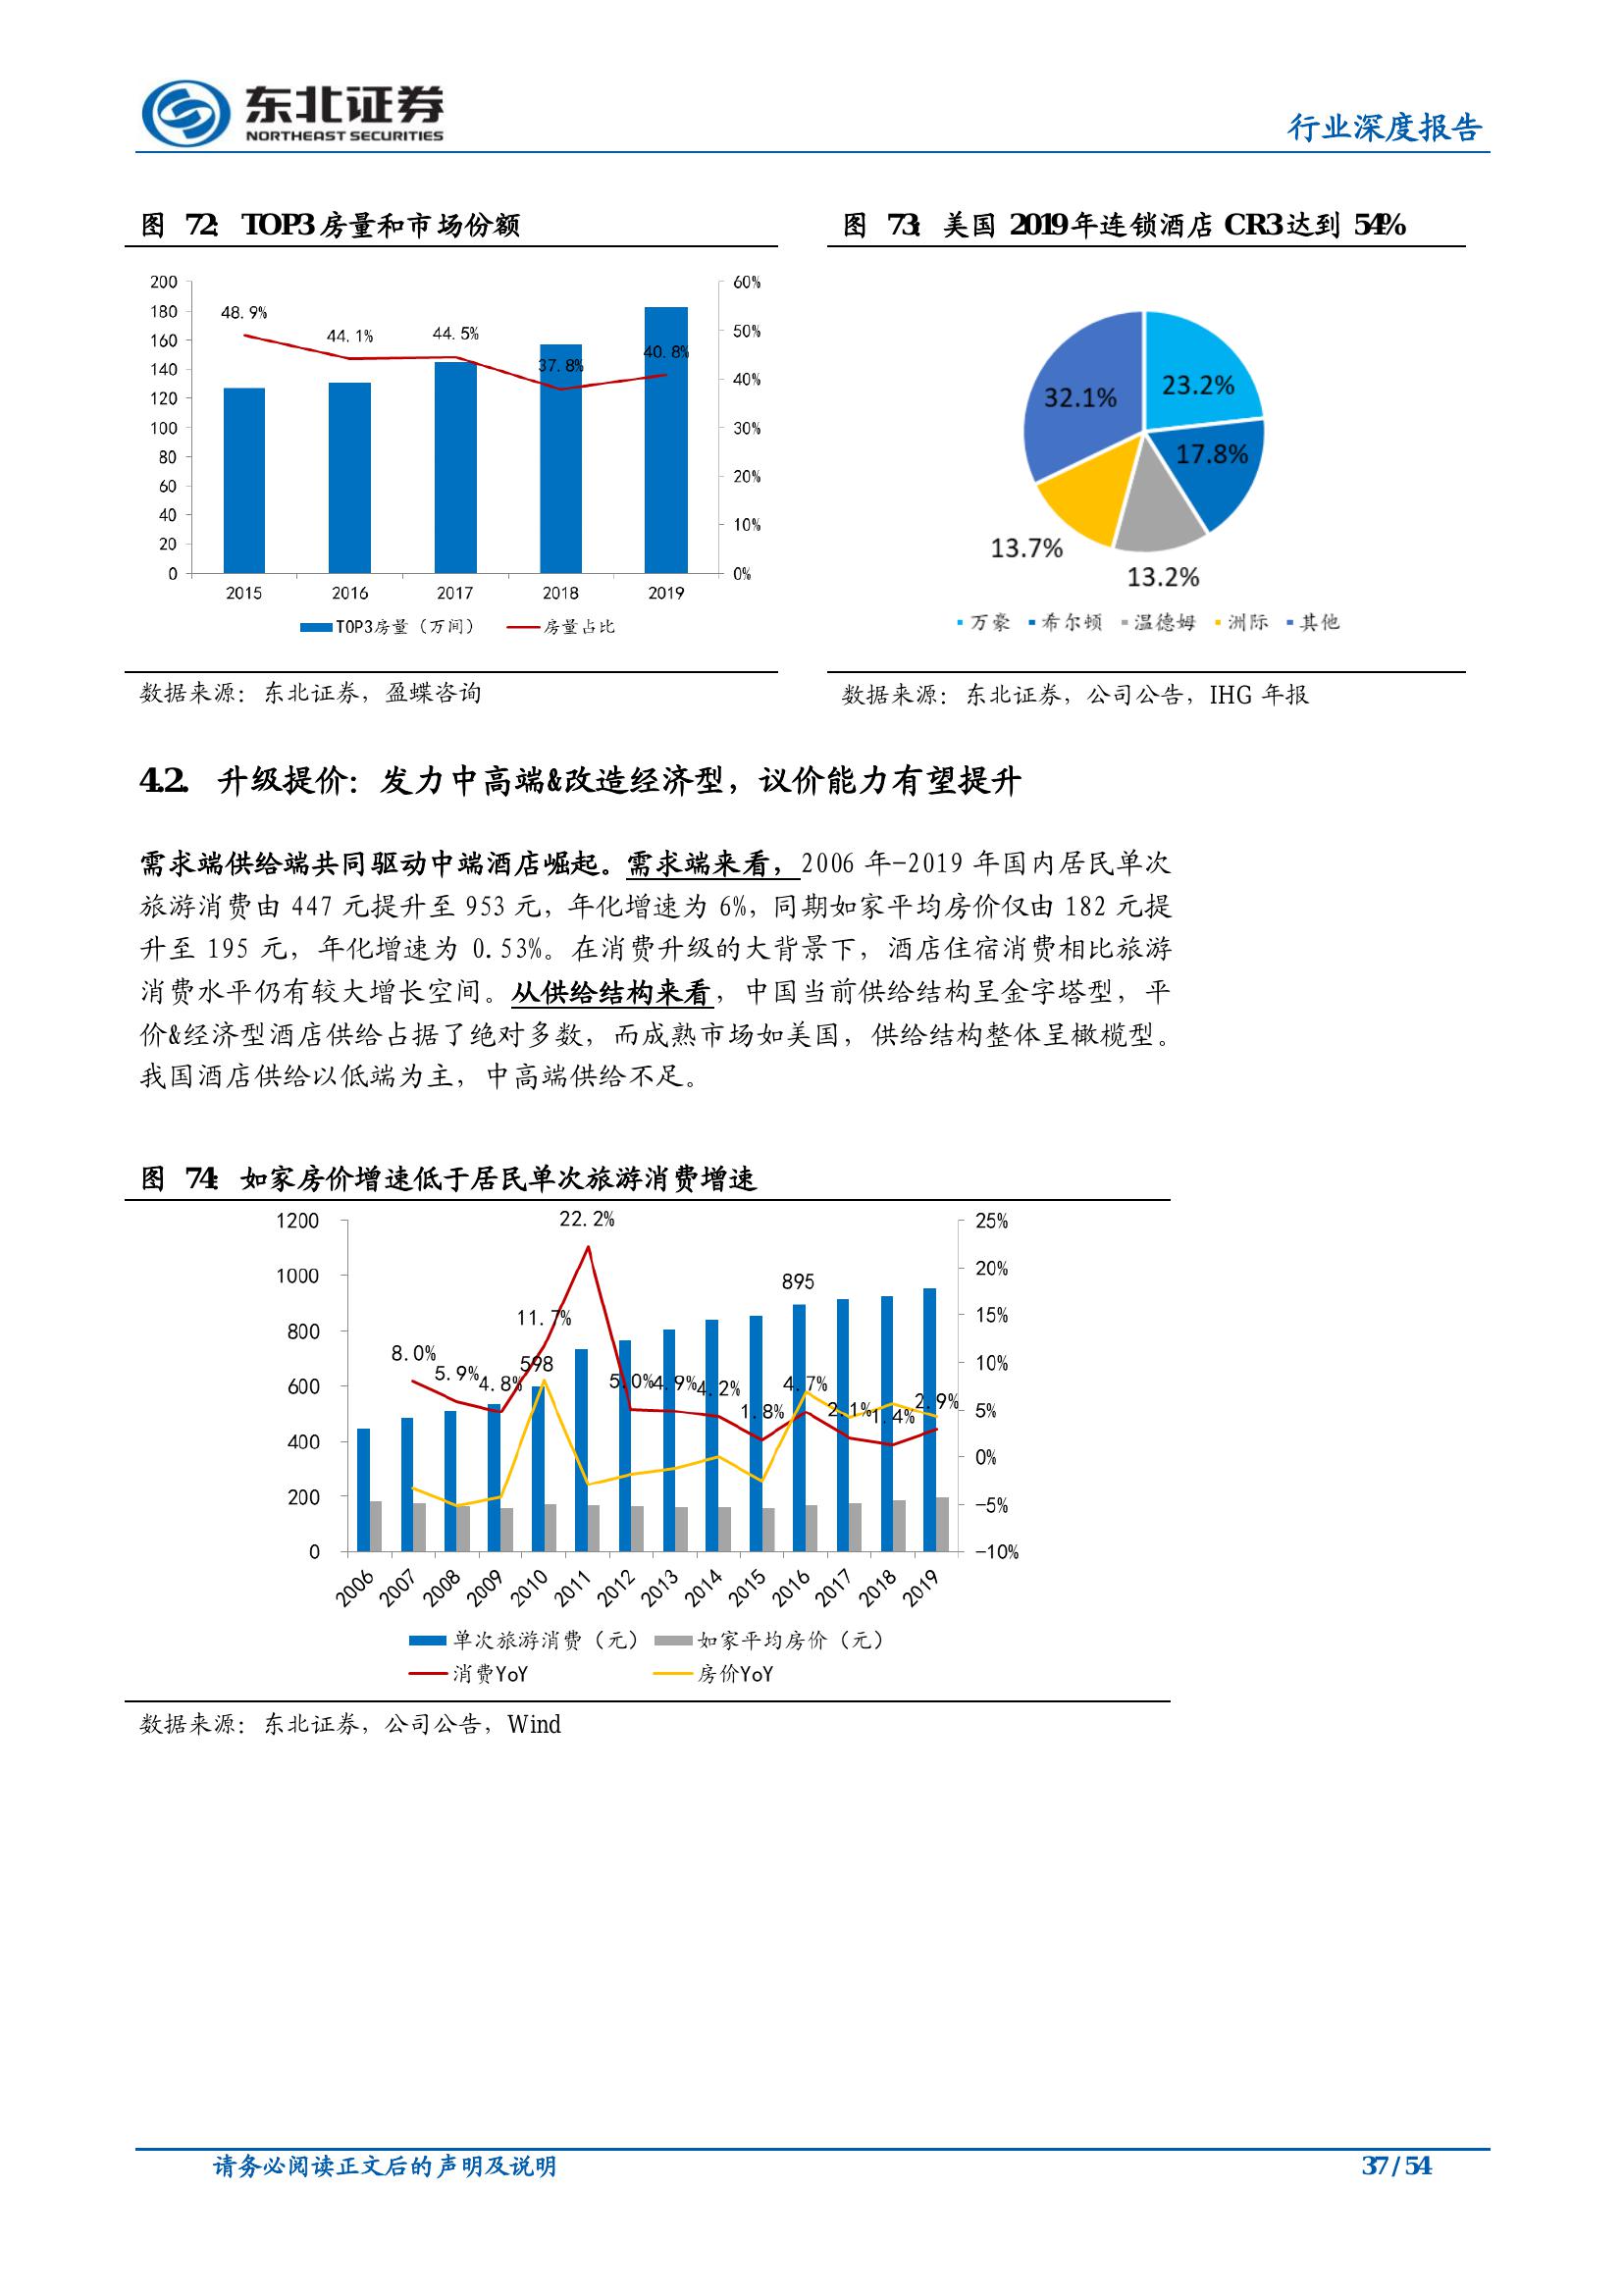 东北证券
NORTHEAST SECURITIES
行业深度报告
图 72：TOP3 房量和市场份额
200
180
160
140
120
100
80
60
40
20
0
60%
50%
40%
30%
20%
10%
0%
48.9%
44.1%
44.5%
37.8%
40.8%
2015 2016 2017 2018 2019
TOP3房量（万间） 房量占比
数据来源：东北证券，盈蝶咨询
图 73：美国 2019 年连锁酒店 CR3 达到 54%
23.2%
17.8%
13.2%
13.7%
32.1%
万豪 希尔顿 温德姆 洲际 其他
数据来源：东北证券，公司公告，IHG 年报
4.2. 升级提价：发力中高端&改造经济型，议价能力有望提升
需求端供给端共同驱动中端酒店崛起。需求端来看，2006 年-2019 年国内居民单次
旅游消费由 447 元提升至 953 元，年化增速为 6%，同期如家平均房价仅由 182 元提
升至 195 元，年化增速为 0.53%。在消费升级的大背景下，酒店住宿消费相比旅游
消费水平仍有较大增长空间。从供给结构来看，中国当前供给结构呈金字塔型，平
价&经济型酒店供给占据了绝对多数，而成熟市场如美国，供给结构整体呈橄榄型。
我国酒店供给以低端为主，中高端供给不足。
图 74：如家房价增速低于居民单次旅游消费增速
1200
1000
800
600
400
200
0
25%
20%
15%
10%
5%
0%
-5%
-10%
8.0%
5.9%
4.8%
11.7%
598
22.2%
5.0%
4.9%
4.2%
1.8%
895
4.7%
2.1%
1.4%
2.9%
2006 2007 2008 2009 2010 2011 2012 2013 2014 2015 2016 2017 2018 2019
单次旅游消费（元） 如家平均房价（元）
消费YoY 房价YoY
数据来源：东北证券，公司公告，Wind
请务必阅读正文后的声明及说明
37 / 54